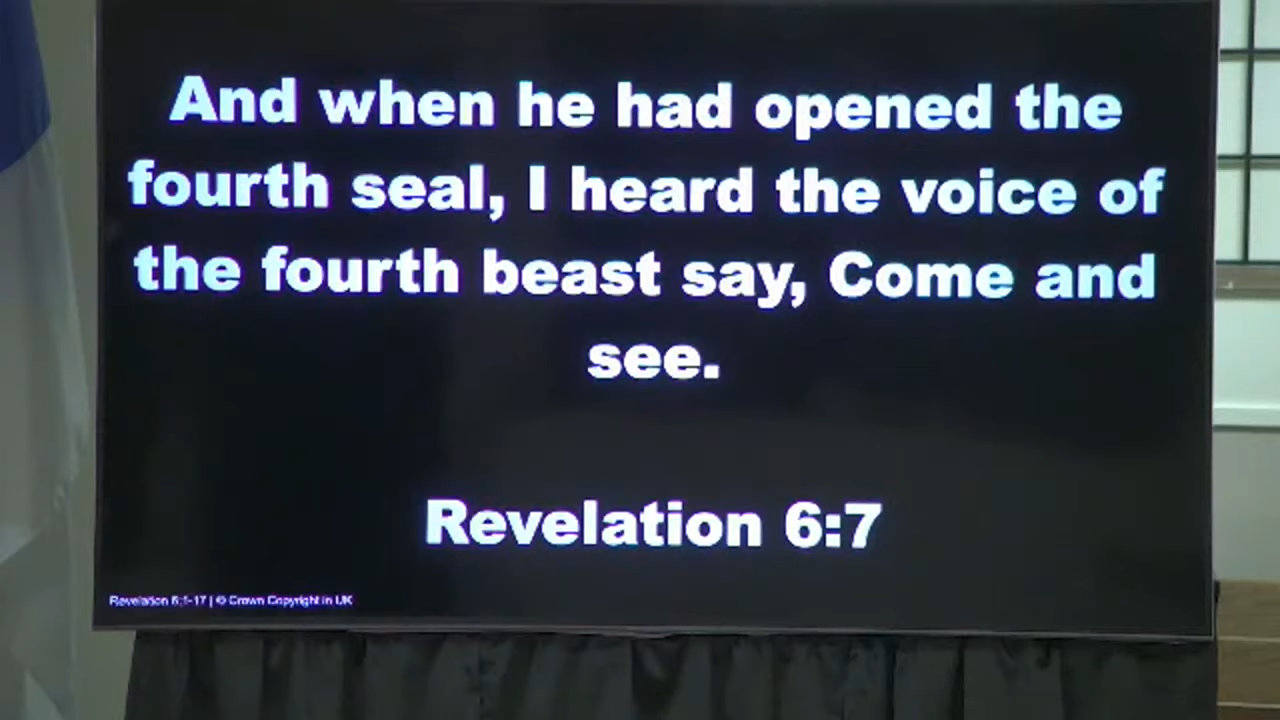 And when he had opened the
fourth seal, I heard the voice of
the fourth beast say, Come and
see.
Revelation 6:7
Revelation 6:1-17 | © Crown Copyright in UK